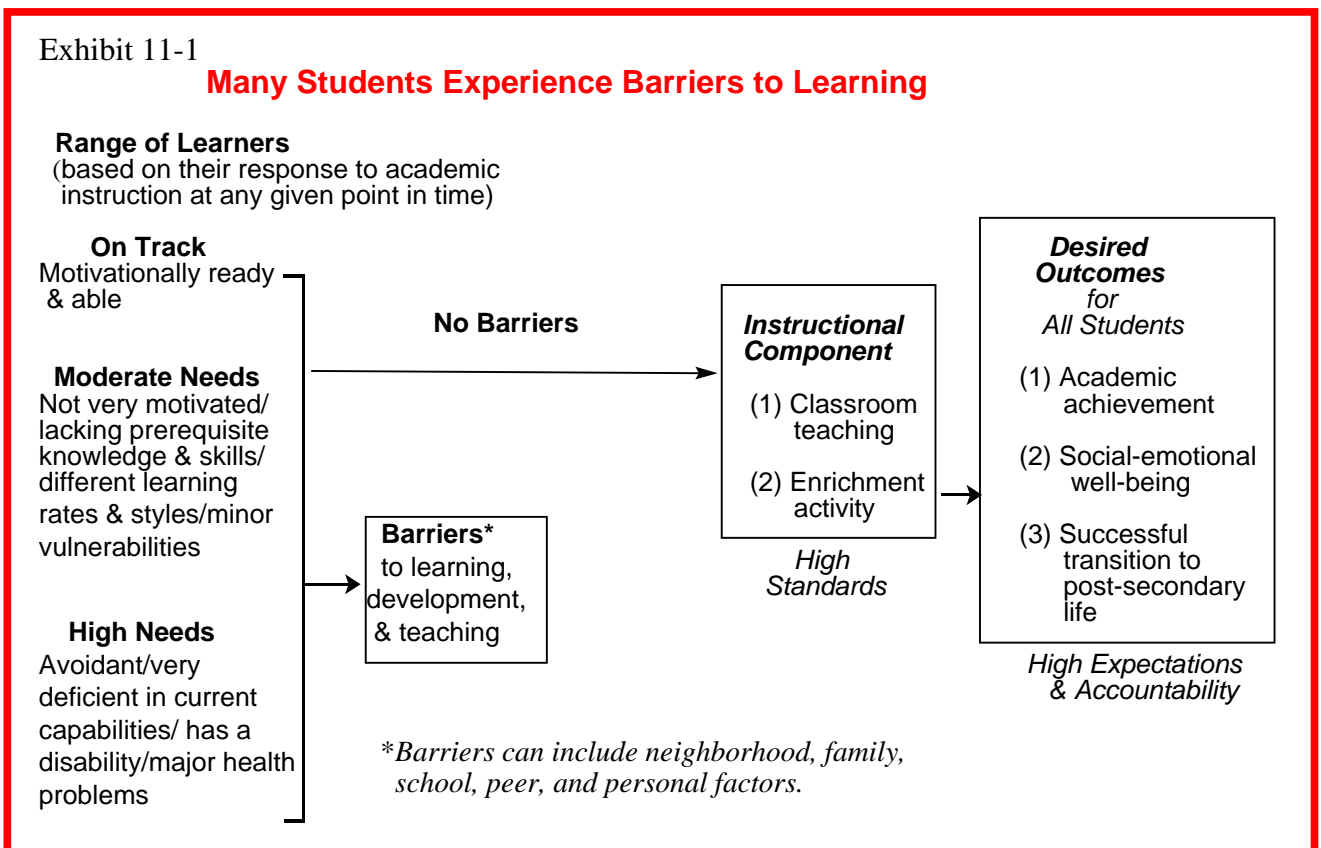 Exhibit 11-1
Many Students Experience Barriers to Learning
Range of Learners
(based on their response to academic
instruction at any given point in time)
On Track
Motivationally ready
& able
No Barriers
Moderate Needs
Not very motivated/
lacking prerequisite
knowledge & skills/
different learning
rates & styles/minor
vulnerabilities
Barriers*
to learning,
development,
& teaching
High Needs
Avoidant/very
deficient in current
capabilities/ has a
disability/major health
problems
Instructional
Component
(1) Classroom
teaching
(2) Enrichment
activity
High
Standards
Desired
Outcomes
for
All Students
(1) Academic
achievement
(2) Social-emotional
well-being
(3) Successful
transition to
post-secondary
life
High Expectations
& Accountability
*Barriers can include neighborhood, family,
school, peer, and personal factors.